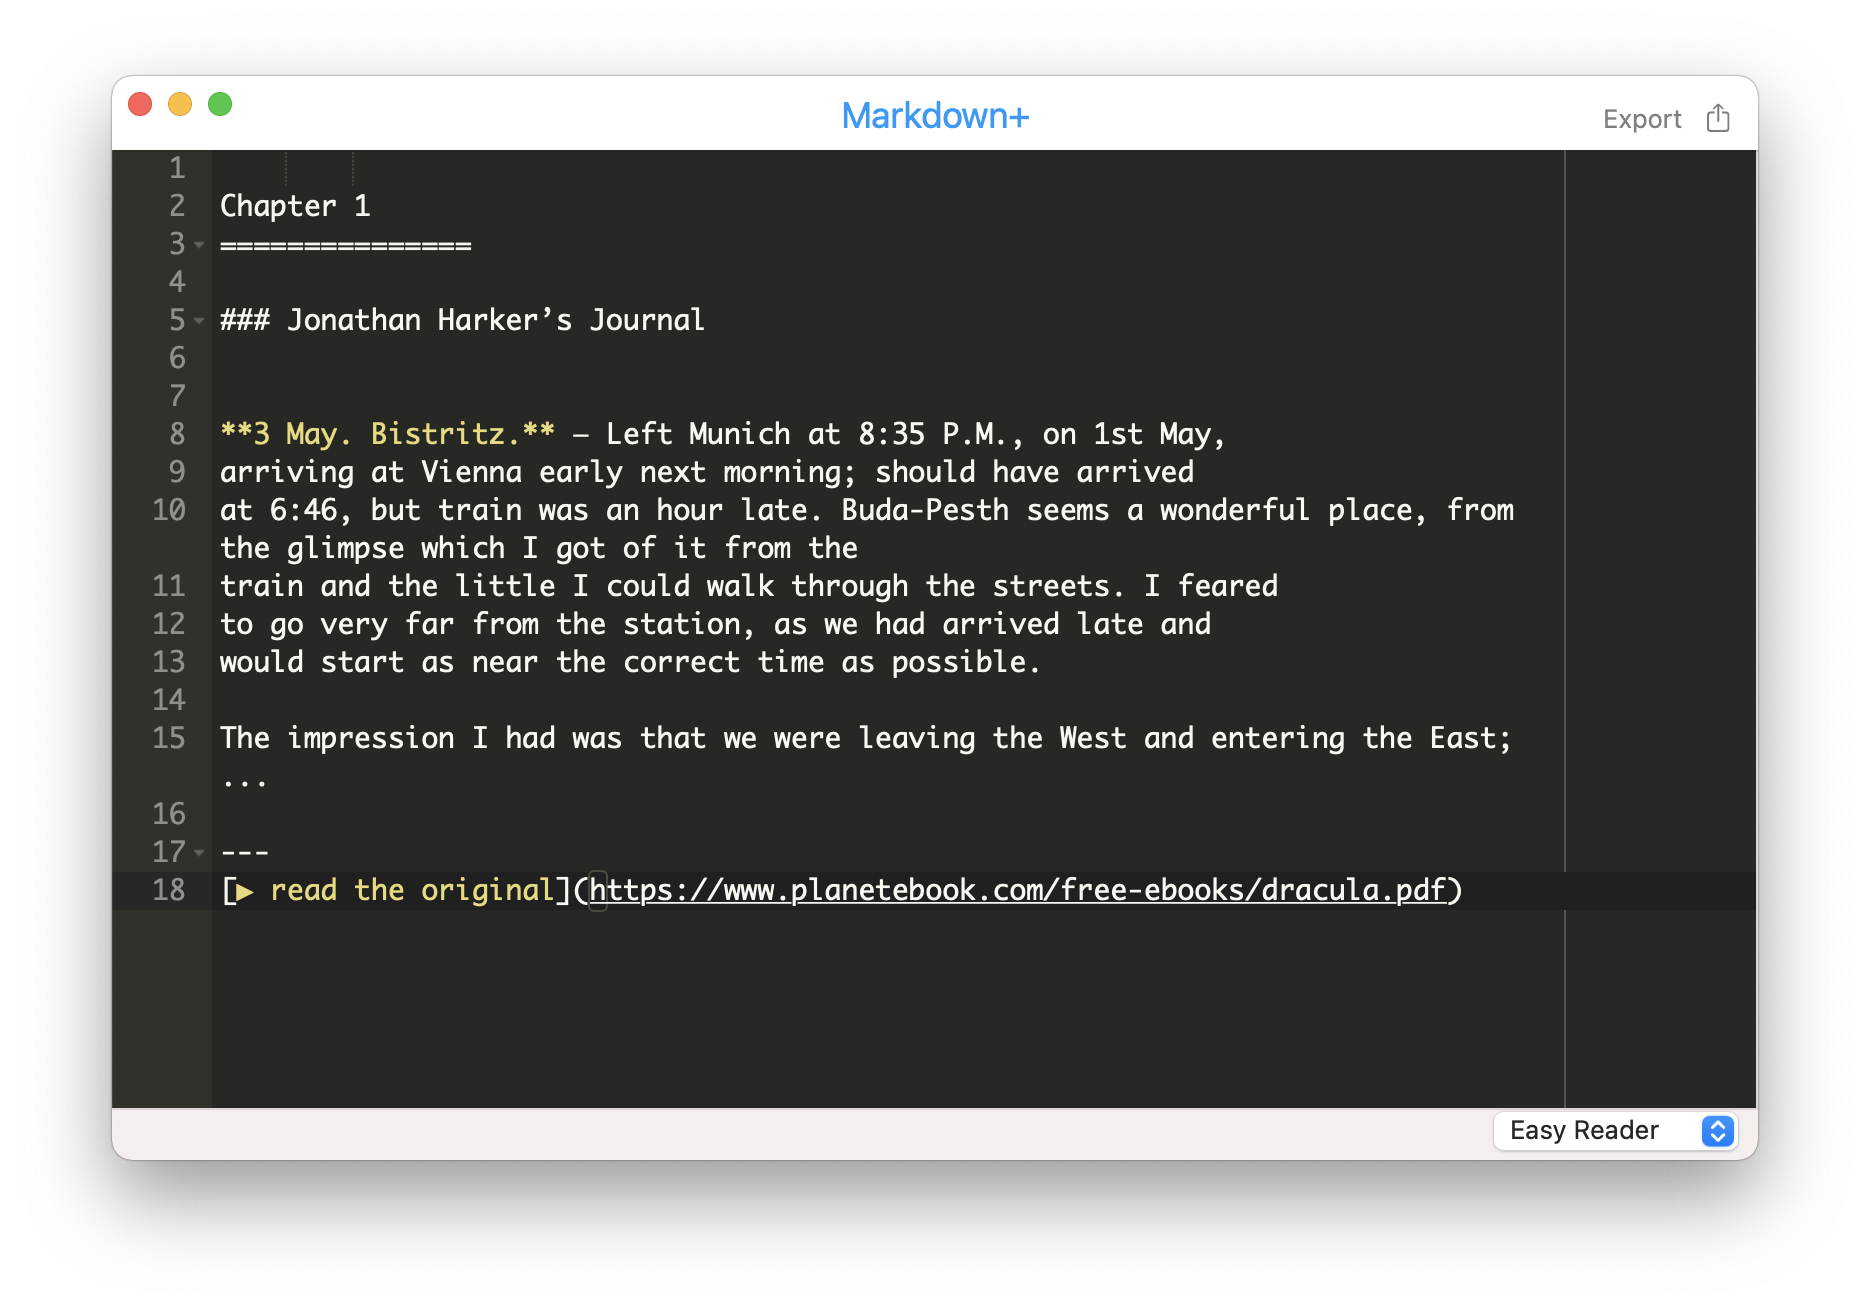 Markdown+
Export
1
2 Chapter 1
3 ===============
4
5 ### Jonathan Harker’s Journal
6
7
8 **3 May. Bistritz.** — Left Munich at 8:35 P.M., on 1st May,
9 arriving at Vienna early next morning; should have arrived
10 at 6:46, but train was an hour late. Buda-Pesth seems a wonderful place, from
the glimpse which I got of it from the
11 train and the little I could walk through the streets. I feared
12 to go very far from the station, as we had arrived late and
13 would start as near the correct time as possible.
14
15 The impression I had was that we were leaving the West and entering the East;
...
16
17 ---
18 [▶ read the original](https://www.planetebook.com/free-ebooks/dracula.pdf)
Easy Reader